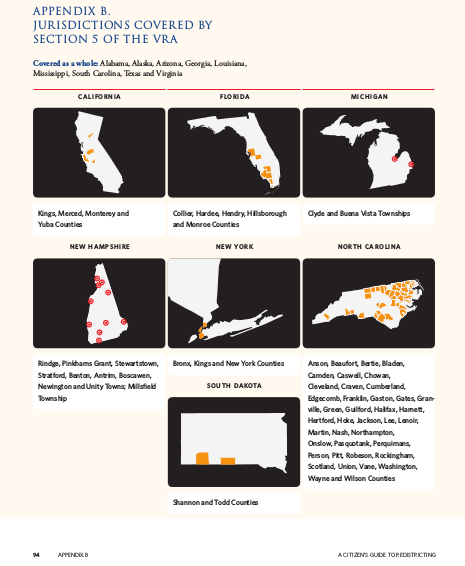 APPENDIX B.
JURISDICTIONS COVERED BY
SECTION 5 OF THE VRA
Covered as a whole: Alabama, Alaska, Arizona, Georgia, Louisiana,
Mississippi, South Carolina, Texas and Virginia
CALIFORNIA
Kings, Merced, Monterey and
Yuba Counties
FLORIDA
Collier, Hardee, Hendry, Hillsborough
and Monroe Counties
MICHIGAN
Clyde and Buena Vista Townships
NEW HAMPSHIRE
Rindge, Pinkhams Grant, Stewartstown,
Stratford, Benton, Antrim, Boscawen,
Newington and Unity Towns; Millsfield
Township
NEW YORK
Bronx, Kings and New York Counties
SOUTH DAKOTA
Shannon and Todd Counties
NORTH CAROLINA
Anson, Beaufort, Bertie, Bladen,
Camden, Caswell, Chowan,
Cleveland, Craven, Cumberland,
Edgecomb, Franklin, Gaston, Gates, Gran-
ville, Green, Guilford, Halifax, Harnett,
Hertford, Hoke, Jackson, Lee, Lenoir,
Martin, Nash, Northampton,
Onslow, Pasquotank, Perquimans,
Person, Pitt, Robeson, Rockingham,
Scotland, Union, Vane, Washington,
Wayne and Wilson Counties
94 APPENDIX B
A CITIZEN'S GUIDE TO REDISTRICTING